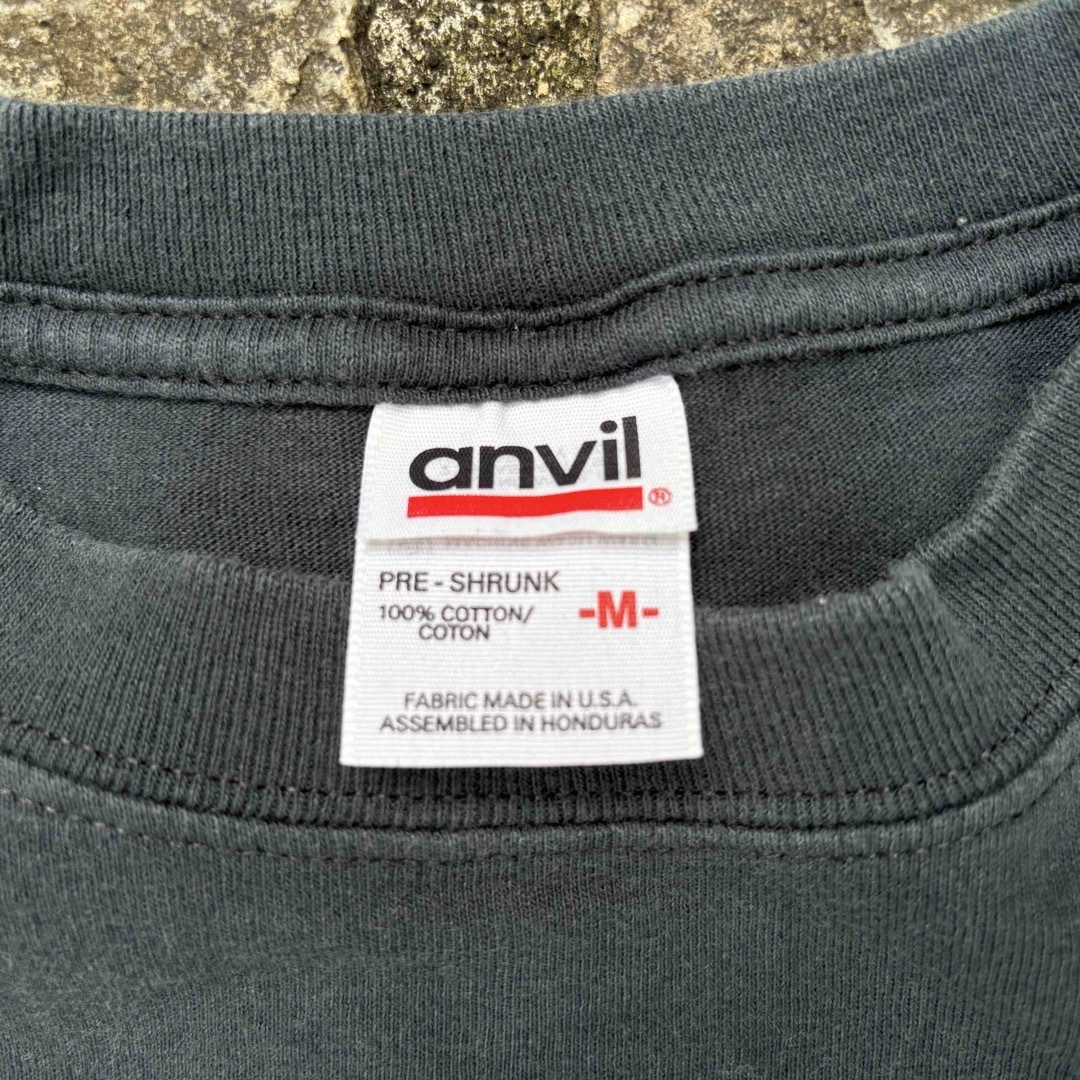 anvil®
PRE - SHRUNK
100% COTTON/
COTON
-M-
FABRIC MADE IN U.S.A.
ASSEMBLED IN HONDURAS